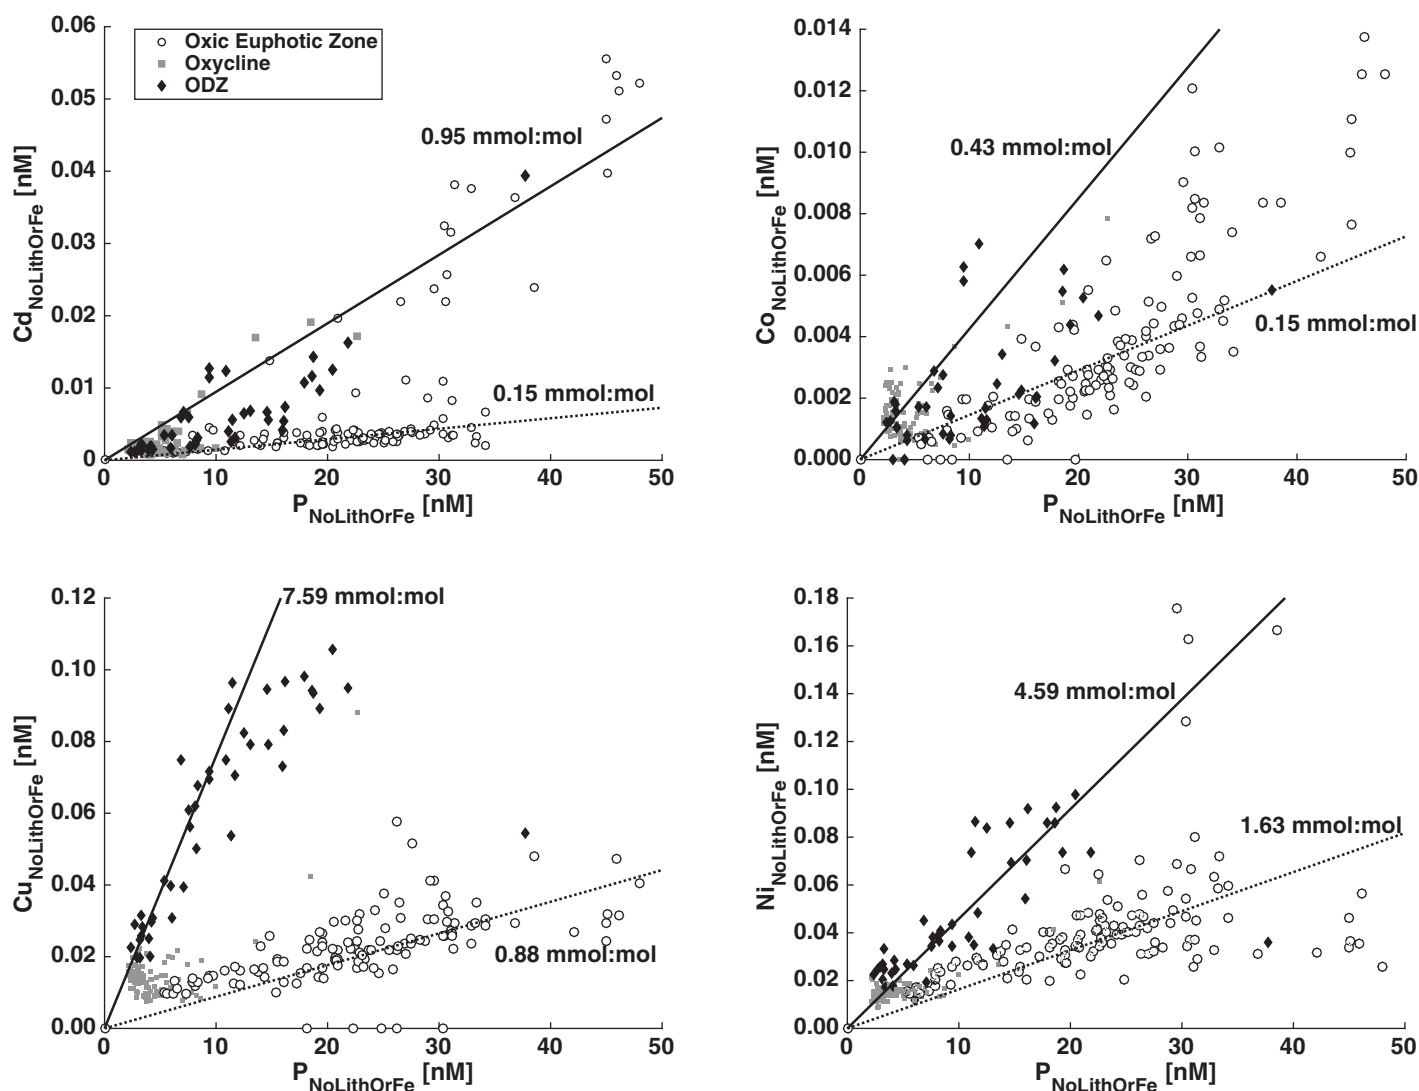 0.06
0.05
0.04
0.03
0.02
0.01
0
Cd_NoLithOrFe [nM]
Oxic Euphotic Zone
Oxycline
ODZ
0.95 mmol:mol
0.15 mmol:mol
0 10 20 30 40 50
P_NoLithOrFe [nM]
0.014
0.012
0.010
0.008
0.006
0.004
0.002
0.000
Co_NoLithOrFe [nM]
0.43 mmol:mol
0.15 mmol:mol
0 10 20 30 40 50
P_NoLithOrFe [nM]
0.12
0.10
0.08
0.06
0.04
0.02
0.00
Cu_NoLithOrFe [nM]
7.59 mmol:mol
0.88 mmol:mol
0 10 20 30 40 50
P_NoLithOrFe [nM]
0.18
0.16
0.14
0.12
0.10
0.08
0.06
0.04
0.02
0.00
Ni_NoLithOrFe [nM]
4.59 mmol:mol
1.63 mmol:mol
0 10 20 30 40 50
P_NoLithOrFe [nM]